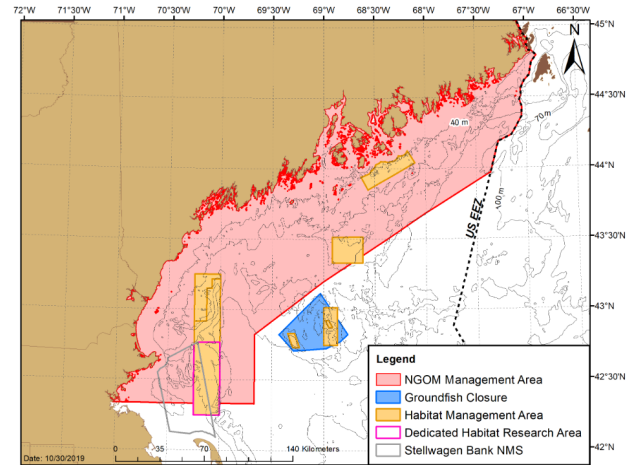 72°W 71°30'W 71°W 70°30'W 70°W 69°30'W 69°W 68°30'W 68°W 67°30'W 67°W 66°30'W 66°W
45°N
N
44°30'N
40 m
70 m
44°N
100 m
US EEZ
43°30'N
43°N
42°30'N
42°N
Legend
NGOM Management Area
Groundfish Closure
Habitat Management Area
Dedicated Habitat Research Area
Stellwagen Bank NMS
0 35 70 140 Kilometers
Date: 10/30/2019